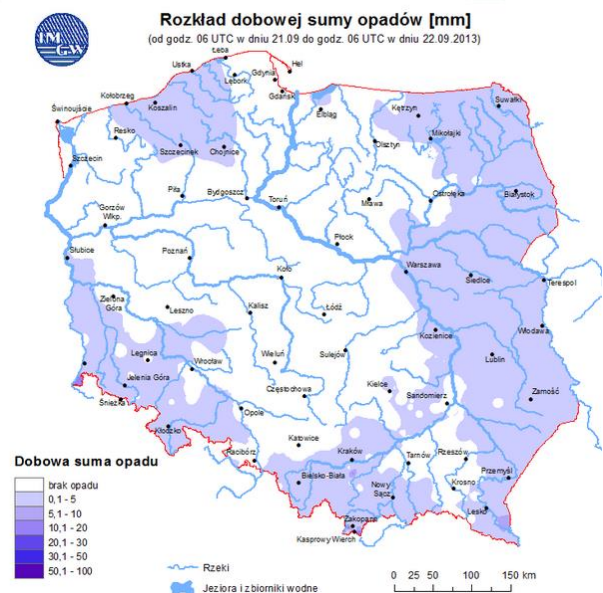 IMGW
Rozkład dobowej sumy opadów [mm]
(od godz. 06 UTC w dniu 21.09 do godz. 06 UTC w dniu 22.09.2013)
Łeba
Ustka
Hel
Lębork
Gdynia
Gdańsk
Kołobrzeg
Koszalin
Świnoujście
Resko
Elbląg
Kętrzyn
Suwałki
Mikołajki
Olsztyn
Szczecin
Szczecinek
Chojnice
Piła
Bydgoszcz
Toruń
Mława
Ostrołęka
Białystok
Gorzów
Wlkp.
Słubice
Poznań
Koło
Płock
Warszawa
Siedlce
Terespol
Zielona
Góra
Leszno
Kalisz
Łódź
Kozienice
Włodawa
Legnica
Wrocław
Wieluń
Sulejów
Lublin
Jelenia Góra
Śnieżka
Częstochowa
Kielce
Sandomierz
Zamość
Opole
Kłodzko
Racibórz
Katowice
Kraków
Tarnów
Rzeszów
Przemyśl
Bielsko-Biała
Nowy
Sącz
Krosno
Lesko
Zakopane
Kasprowy Wierch
Dobowa suma opadu
brak opadu
0,1 - 5
5,1 - 10
10,1 - 20
20,1 - 30
30,1 - 50
50,1 - 100
Rzeki
Jeziora i zbiorniki wodne
0 25 50 100 150 km